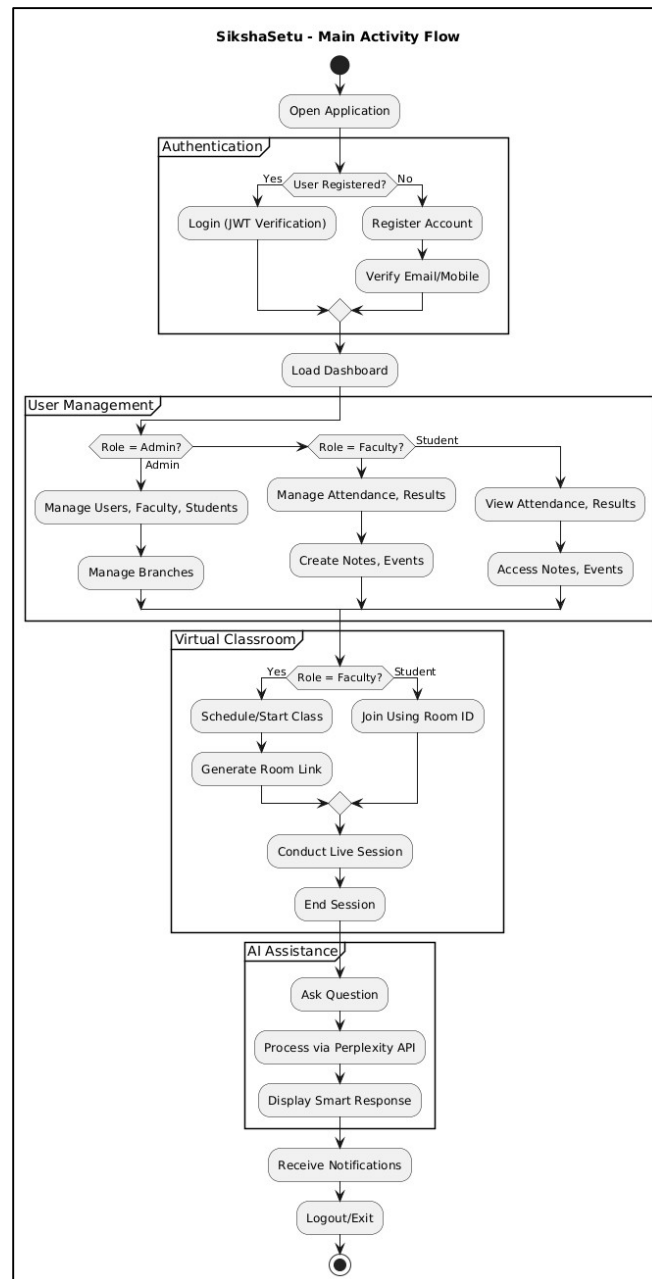 SikshaSetu - Main Activity Flow
Open Application
Authentication
User Registered?
Yes
No
Login (JWT Verification)
Register Account
Verify Email/Mobile
Load Dashboard
User Management
Role = Admin?
Admin
Role = Faculty?
Student
Manage Users, Faculty, Students
Manage Branches
Manage Attendance, Results
Create Notes, Events
View Attendance, Results
Access Notes, Events
Virtual Classroom
Role = Faculty?
Yes
Student
Schedule/Start Class
Generate Room Link
Join Using Room ID
Conduct Live Session
End Session
AI Assistance
Ask Question
Process via Perplexity API
Display Smart Response
Receive Notifications
Logout/Exit